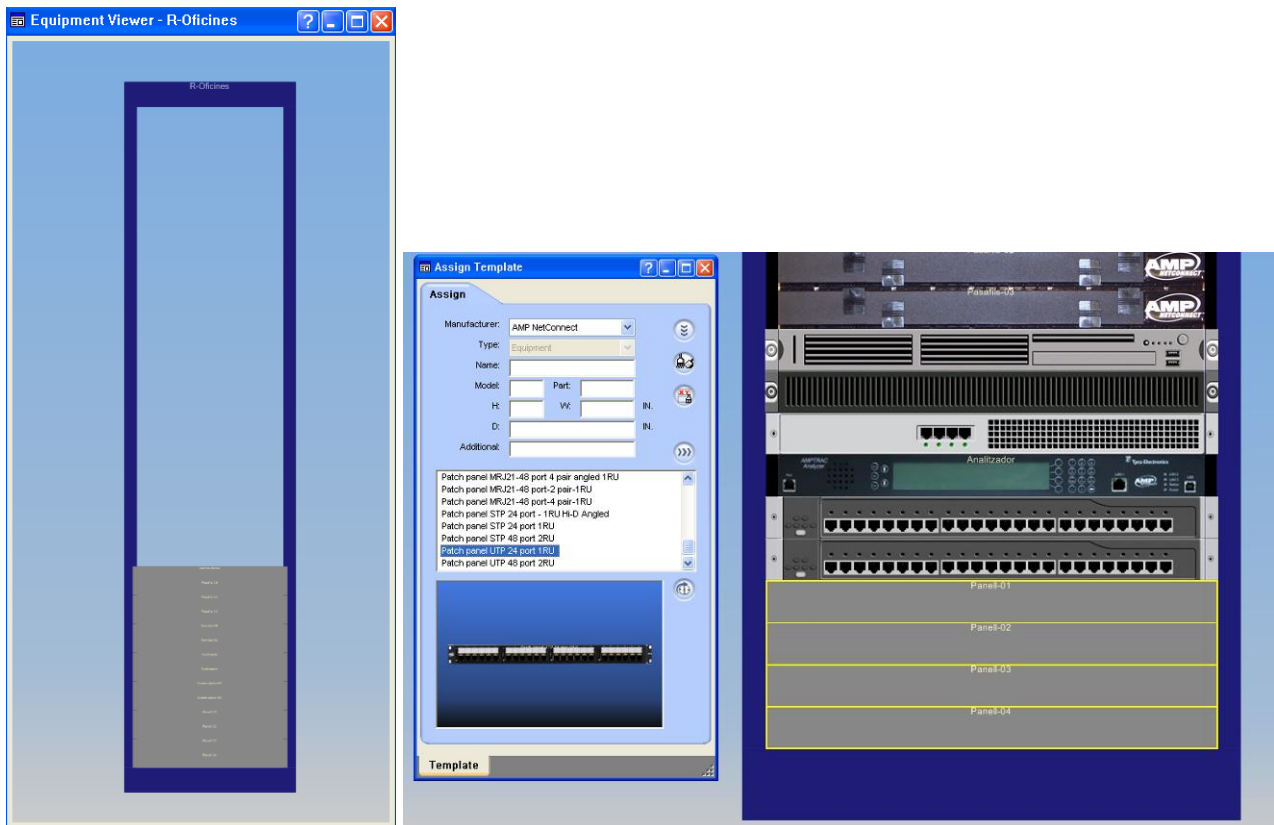 Equipment Viewer - R-Oficines
R-Oficines
Assign Template
Assign
Manufacturer: AMP NetConnect
Type: Equipment
Name:
Model: Part:
H: W: IN.
D: IN.
Additional:
Patch panel MRJ21-48 port 4 pair angled 1RU
Patch panel MRJ21-48 port-2 pair-1RU
Patch panel MRJ21-48 port-4 pair-1RU
Patch panel STP 24 port - 1RU Hi-D Angled
Patch panel STP 24 port 1RU
Patch panel STP 48 port 2RU
Patch panel UTP 24 port 1RU
Patch panel UTP 48 port 2RU
Template
AMP
NETCONNECT
Pasafils-03
AMP
NETCONNECT
AMPTRAC
Analyzer
Analitzador
Tyco Electronics
AMP
Panell-01
Panell-02
Panell-03
Panell-04